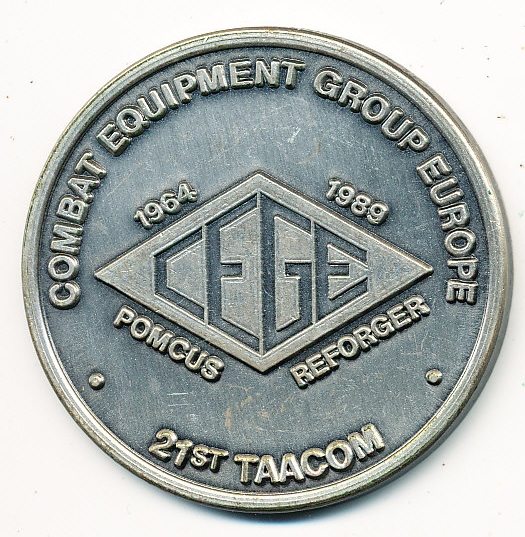 COMBAT EQUIPMENT GROUP EUROPE
1964 1989
CEGE
POMCUS REFORGER
21ST TAACOM